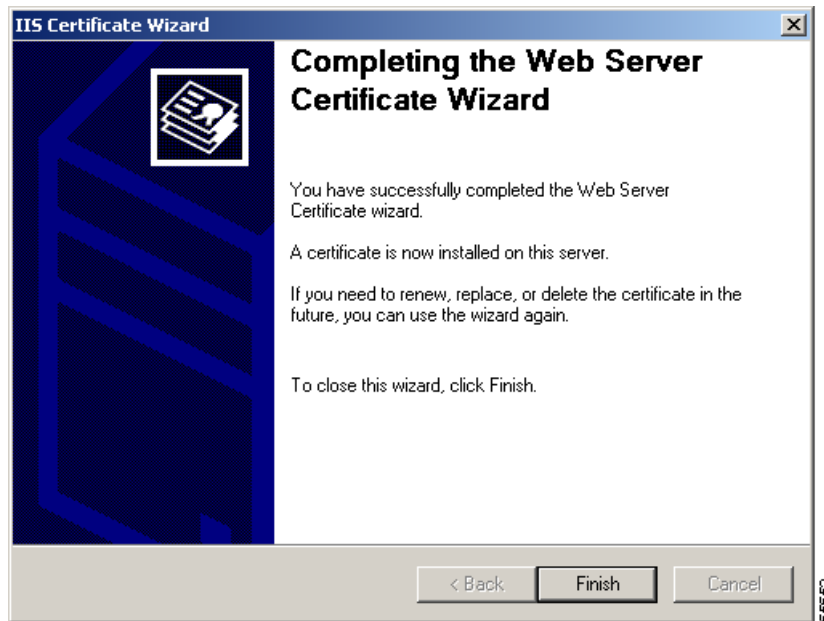 IIS Certificate Wizard
Completing the Web Server
Certificate Wizard
You have successfully completed the Web Server
Certificate wizard.
A certificate is now installed on this server.
If you need to renew, replace, or delete the certificate in the
future, you can use the wizard again.
To close this wizard, click Finish.
< Back
Finish
Cancel